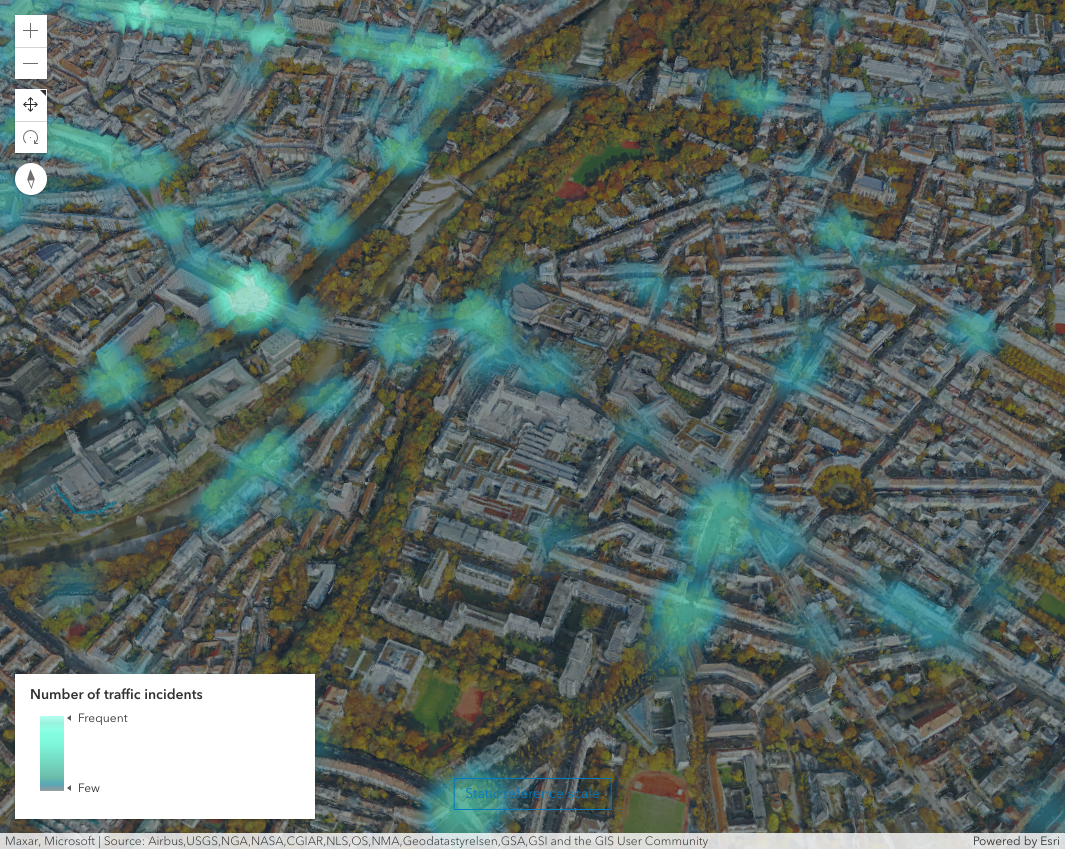 Number of traffic incidents
Frequent
Few
Static reference scale
Maxar, Microsoft | Source: Airbus,USGS,NGA,NASA,CGIAR,NLS,OS,NMA,Geodatastyrelsen,GSA,GSI and the GIS User Community
Powered by Esri